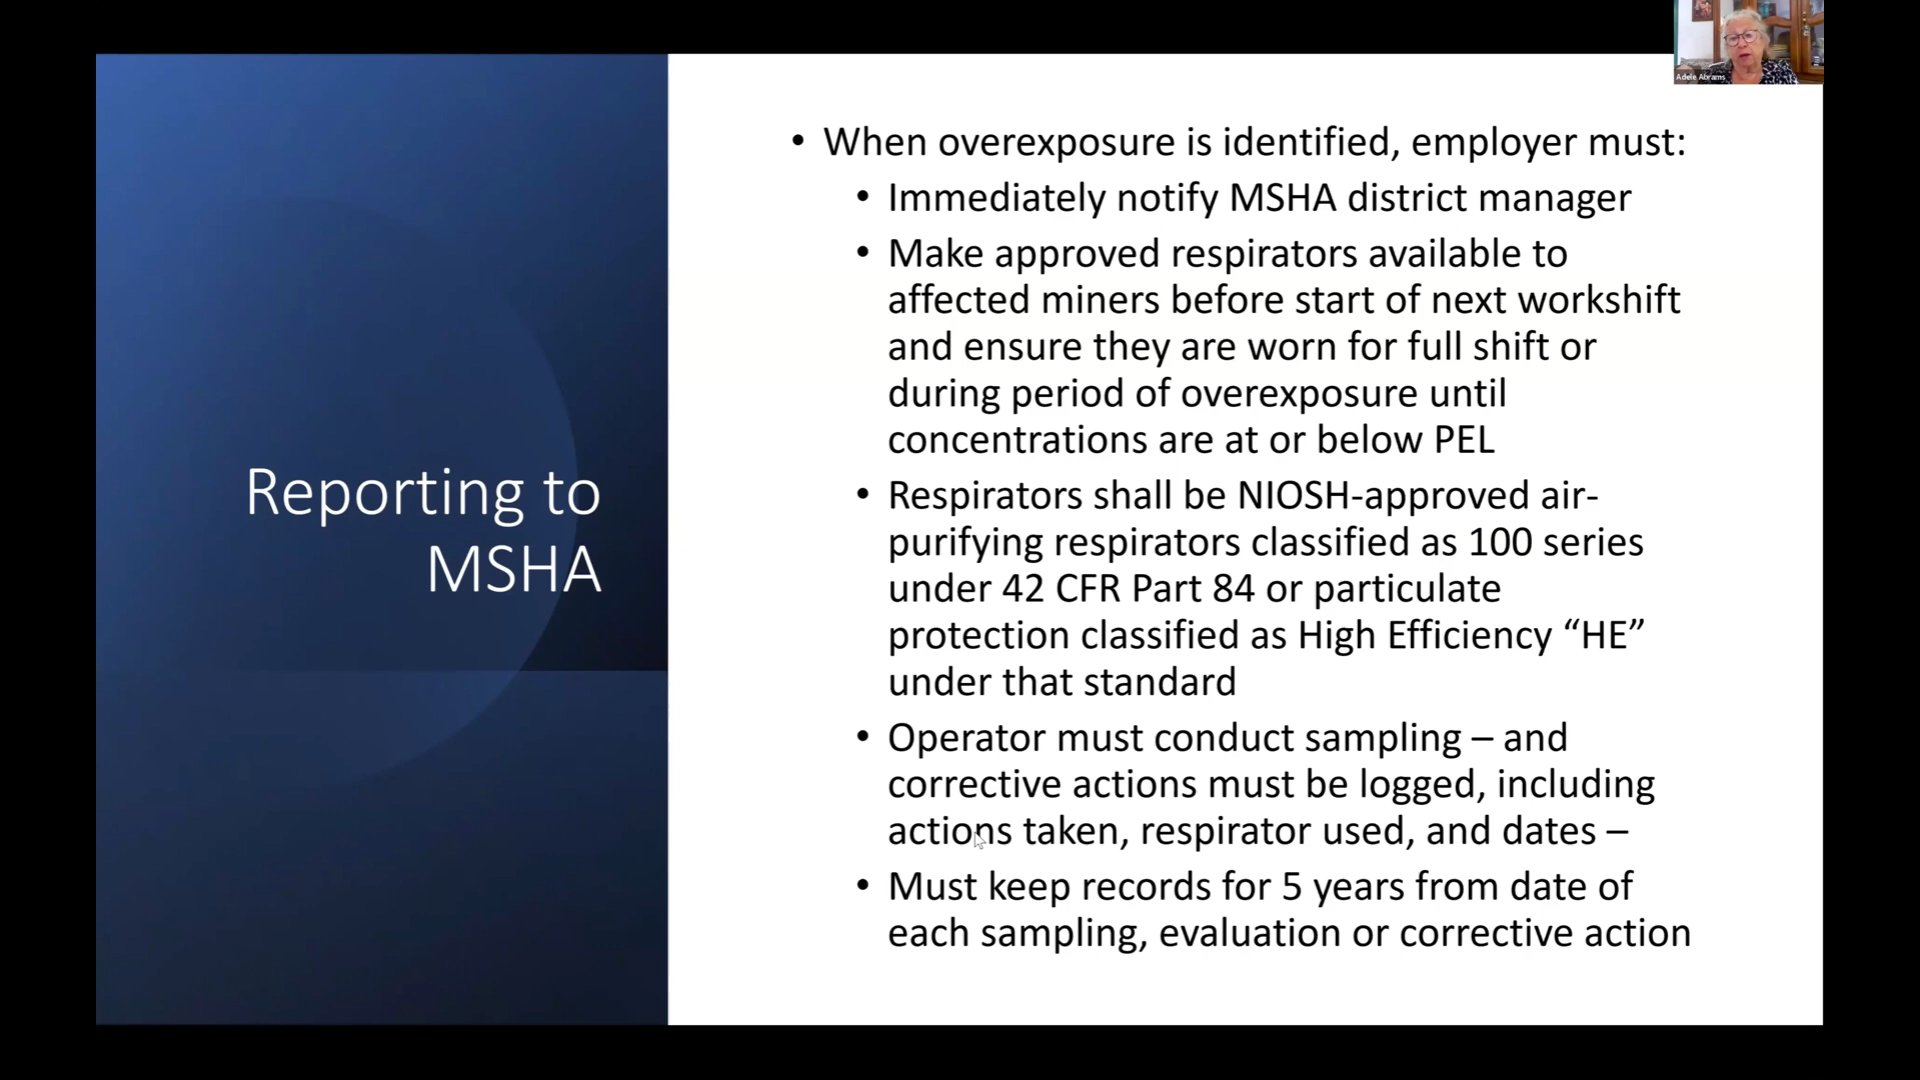 Adele Abrams
Reporting to
MSHA
• When overexposure is identified, employer must:
• Immediately notify MSHA district manager
• Make approved respirators available to
affected miners before start of next workshift
and ensure they are worn for full shift or
during period of overexposure until
concentrations are at or below PEL
• Respirators shall be NIOSH-approved air-
purifying respirators classified as 100 series
under 42 CFR Part 84 or particulate
protection classified as High Efficiency “HE”
under that standard
• Operator must conduct sampling – and
corrective actions must be logged, including
actions taken, respirator used, and dates –
• Must keep records for 5 years from date of
each sampling, evaluation or corrective action